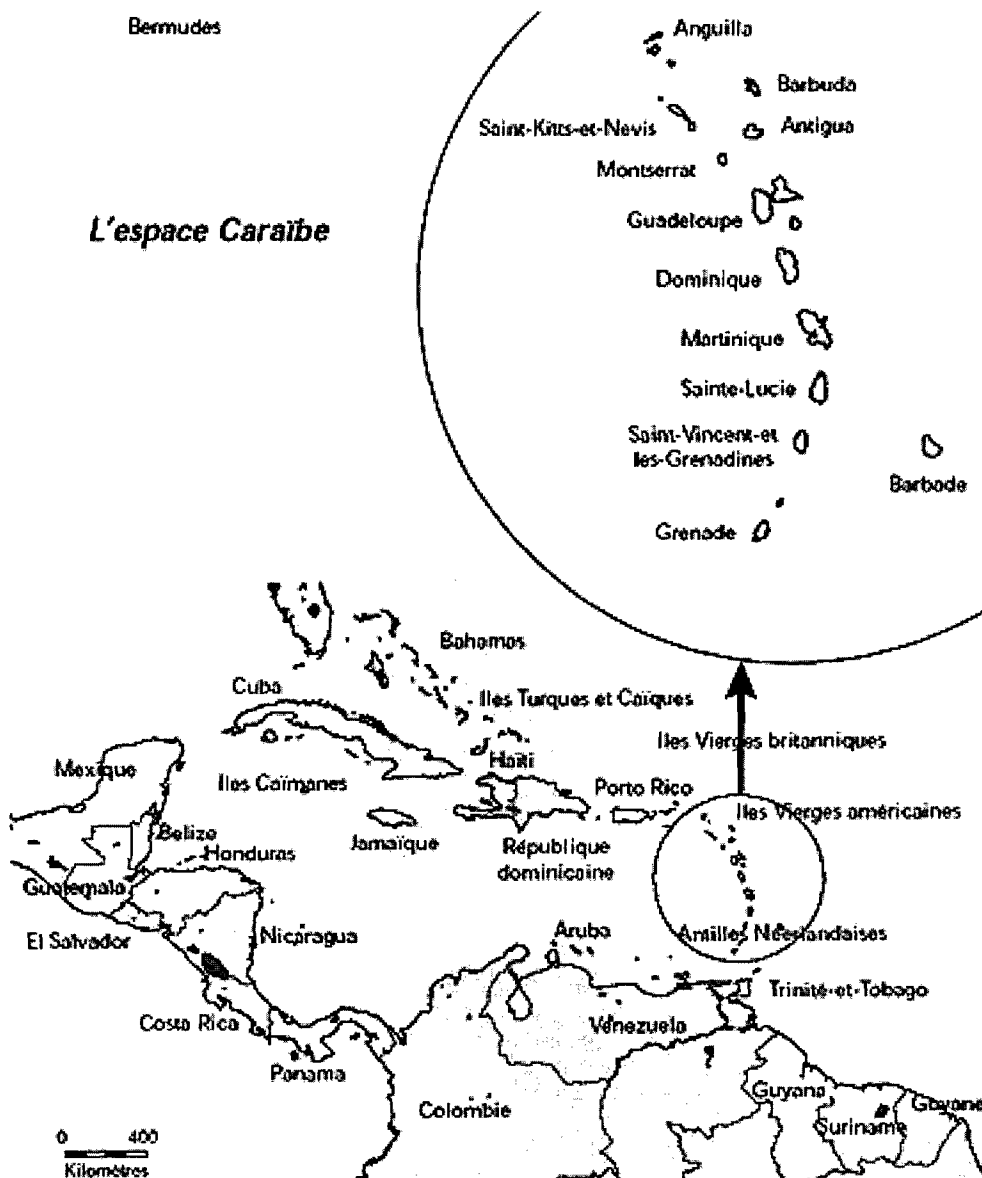 Bermudes
Anguilla
Barbuda
Saint-Kitts-et-Nevis
Antigua
Montserrat
Guadeloupe
L'espace Caraïbe
Dominique
Martinique
Sainte-Lucie
Saint-Vincent-et
les-Grenadines
Barbade
Grenade
Bahamas
Cuba
Iles Turques et Caïques
Iles Vierges britanniques
Haïti
Mexique
Iles Caïmanes
Porto Rico
Iles Vierges américaines
Belize
Jamaïque
République
dominicaine
Honduras
Guatemala
El Salvador
Nicaragua
Aruba
Antilles Néerlandaises
Trinité-et-Tobago
Costa Rica
Venezuela
Panama
Guyana
Colombie
Guyane
Suriname
0 400
Kilomètres